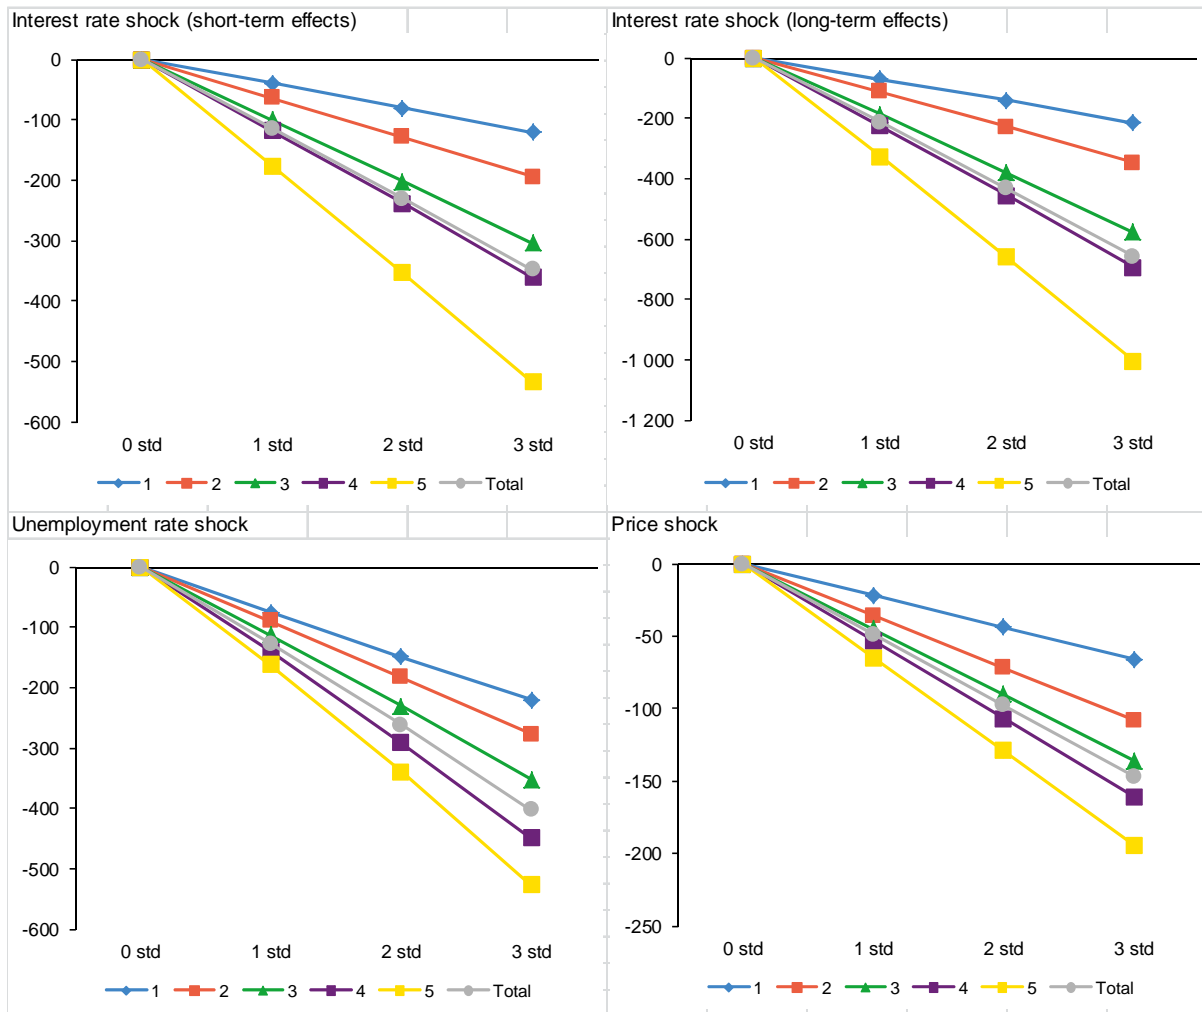 Interest rate shock (short-term effects)
0
-100
-200
-300
-400
-500
-600
0 std 1 std 2 std 3 std
1 2 3 4 5 Total
Interest rate shock (long-term effects)
0
-200
-400
-600
-800
-1 000
-1 200
0 std 1 std 2 std 3 std
1 2 3 4 5 Total
Unemployment rate shock
0
-100
-200
-300
-400
-500
-600
0 std 1 std 2 std 3 std
1 2 3 4 5 Total
Price shock
0
-50
-100
-150
-200
-250
0 std 1 std 2 std 3 std
1 2 3 4 5 Total